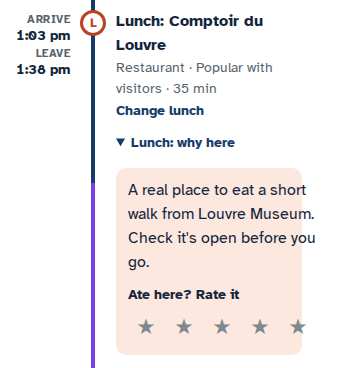 ARRIVE
1:03 pm
LEAVE
1:38 pm
L
Lunch: Comptoir du
Louvre
Restaurant · Popular with
visitors · 35 min
Change lunch
▼ Lunch: why here
A real place to eat a short
walk from Louvre Museum.
Check it's open before you
go.
Ate here? Rate it
★ ★ ★ ★ ★